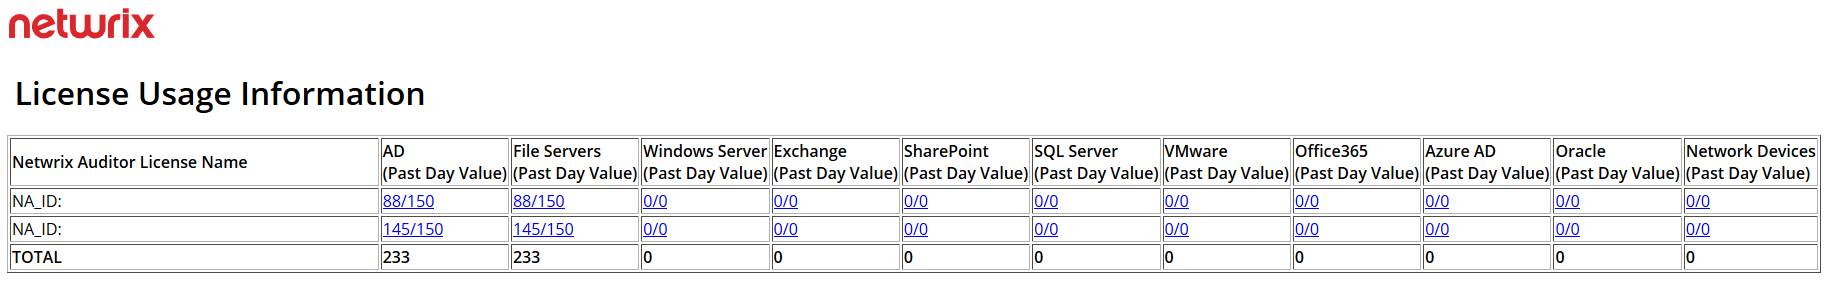 netwrix
License Usage Information
Netwrix Auditor License Name AD (Past Day Value) File Servers (Past Day Value) Windows Server (Past Day Value) Exchange (Past Day Value) SharePoint (Past Day Value) SQL Server (Past Day Value) VMware (Past Day Value) Office365 (Past Day Value) Azure AD (Past Day Value) Oracle (Past Day Value) Network Devices (Past Day Value)
NA_ID: 88/150 88/150 0/0 0/0 0/0 0/0 0/0 0/0 0/0 0/0 0/0
NA_ID: 145/150 145/150 0/0 0/0 0/0 0/0 0/0 0/0 0/0 0/0 0/0
TOTAL 233 233 0 0 0 0 0 0 0 0 0